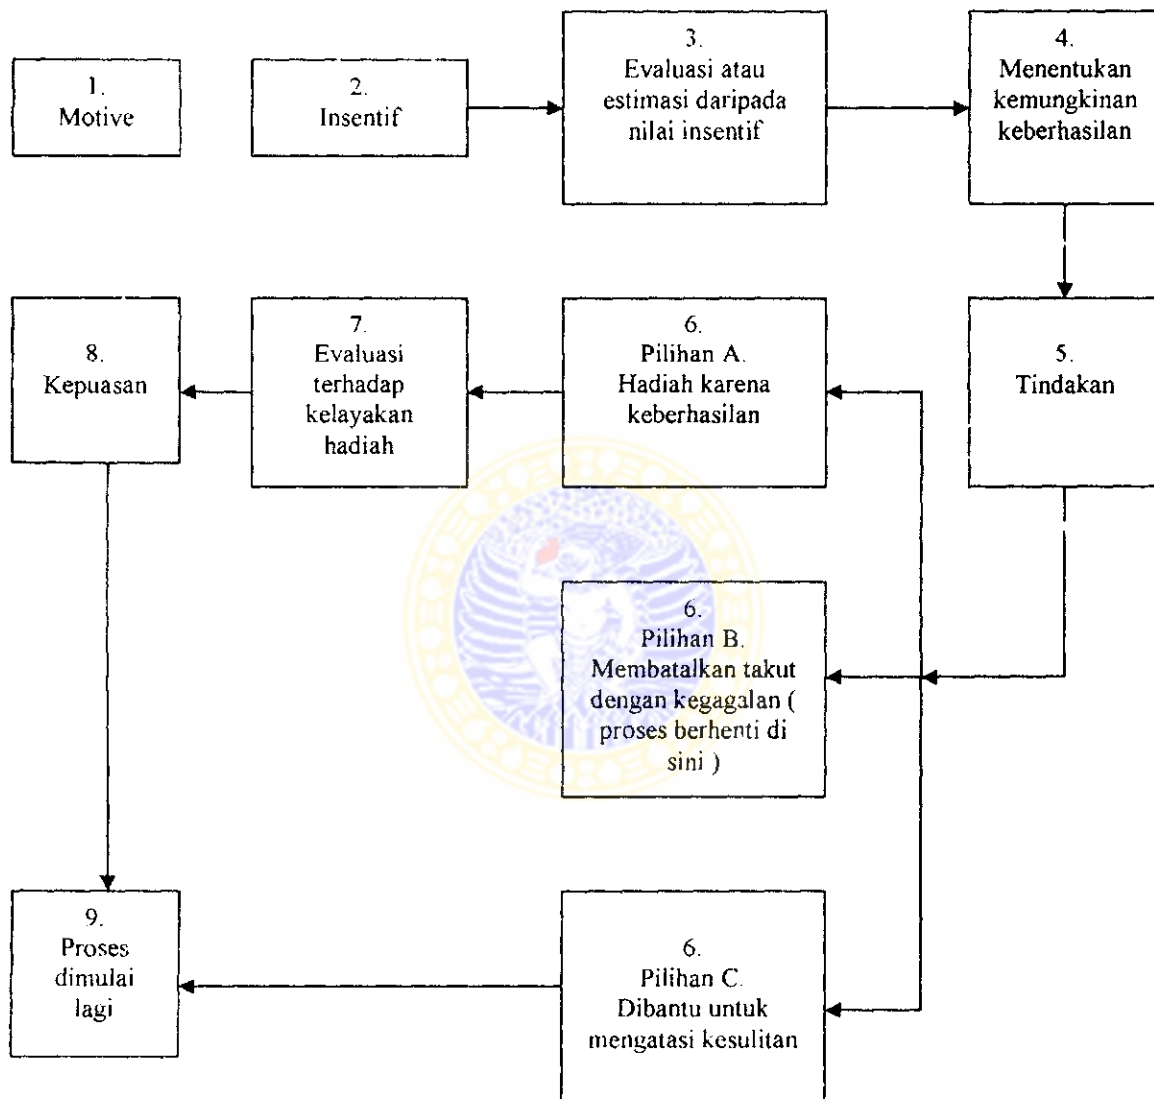 1.
Motive
2.
Insentif
3.
Evaluasi atau
estimasi daripada
nilai insentif
4.
Menentukan
kemungkinan
keberhasilan
5.
Tindakan
6.
Pilihan A.
Hadiah karena
keberhasilan
7.
Evaluasi
terhadap
kelayakan
hadiah
8.
Kepuasan
6.
Pilihan B.
Membatalkan takut
dengan kegagalan (
proses berhenti di
sini )
6.
Pilihan C.
Dibantu untuk
mengatasi kesulitan
9.
Proses
dimulai
lagi